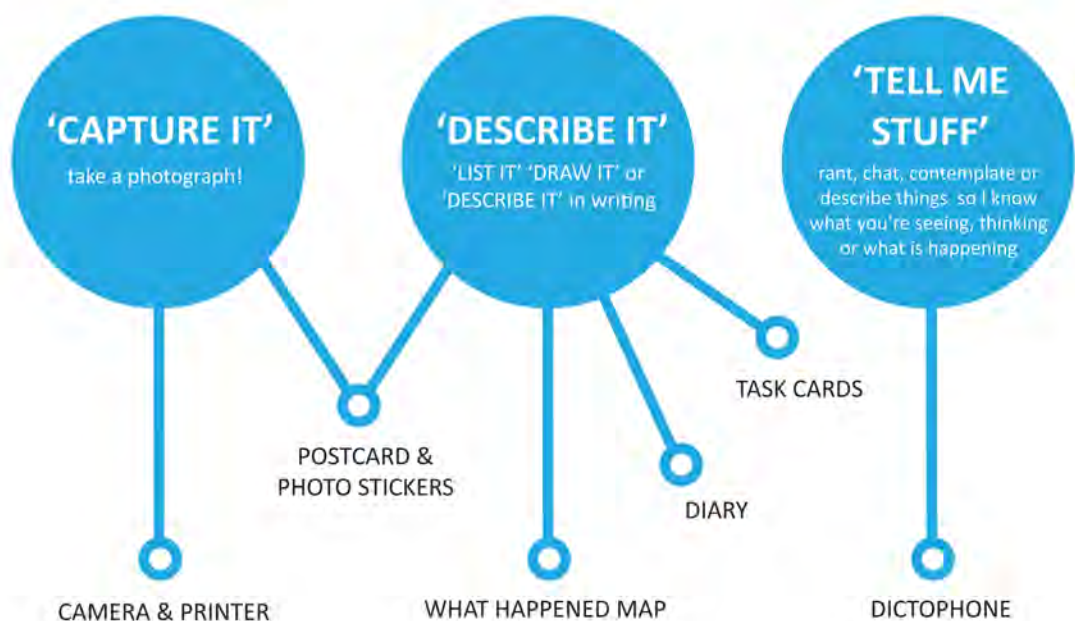 'CAPTURE IT'
take a photograph!
'DESCRIBE IT'
'LIST IT' 'DRAW IT' or
'DESCRIBE IT' in writing
'TELL ME
STUFF'
rant, chat, contemplate or
describe things so I know
what you're seeing, thinking
or what is happening
TASK CARDS
POSTCARD &
PHOTO STICKERS
DIARY
CAMERA & PRINTER
WHAT HAPPENED MAP
DICTOPHONE